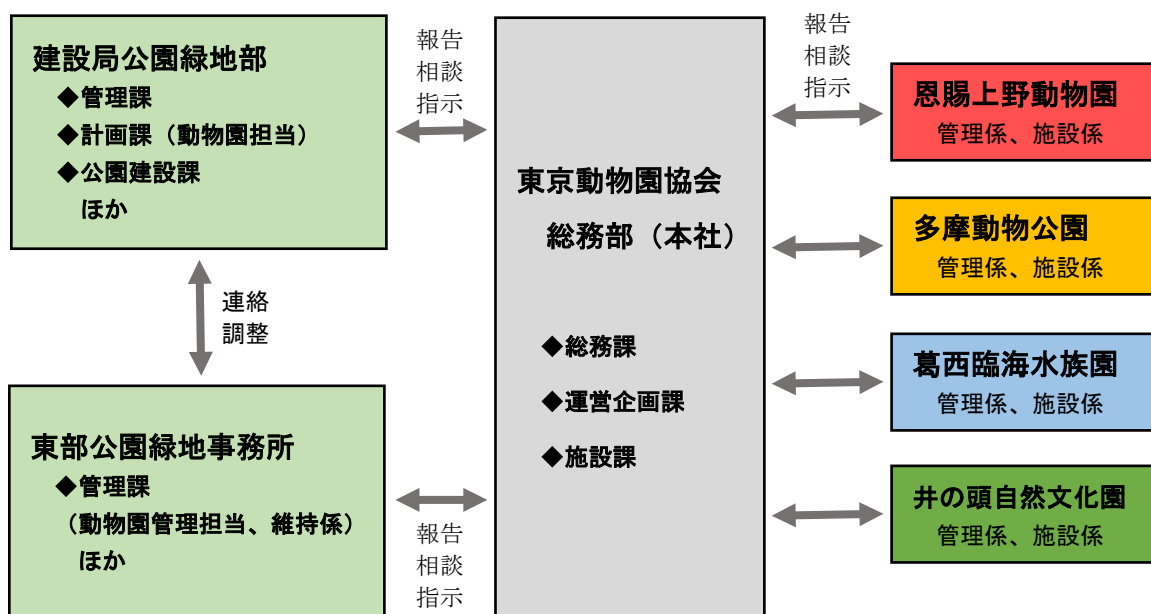 建設局公園緑地部
◆管理課
◆計画課（動物園担当）
◆公園建設課
ほか
報告
相談
指示
連絡
調整
東部公園緑地事務所
◆管理課
（動物園管理担当、維持係）
ほか
報告
相談
指示
東京動物園協会
総務部（本社）
◆総務課
◆運営企画課
◆施設課
報告
相談
指示
恩賜上野動物園
管理係、施設係
多摩動物公園
管理係、施設係
葛西臨海水族園
管理係、施設係
井の頭自然文化園
管理係、施設係